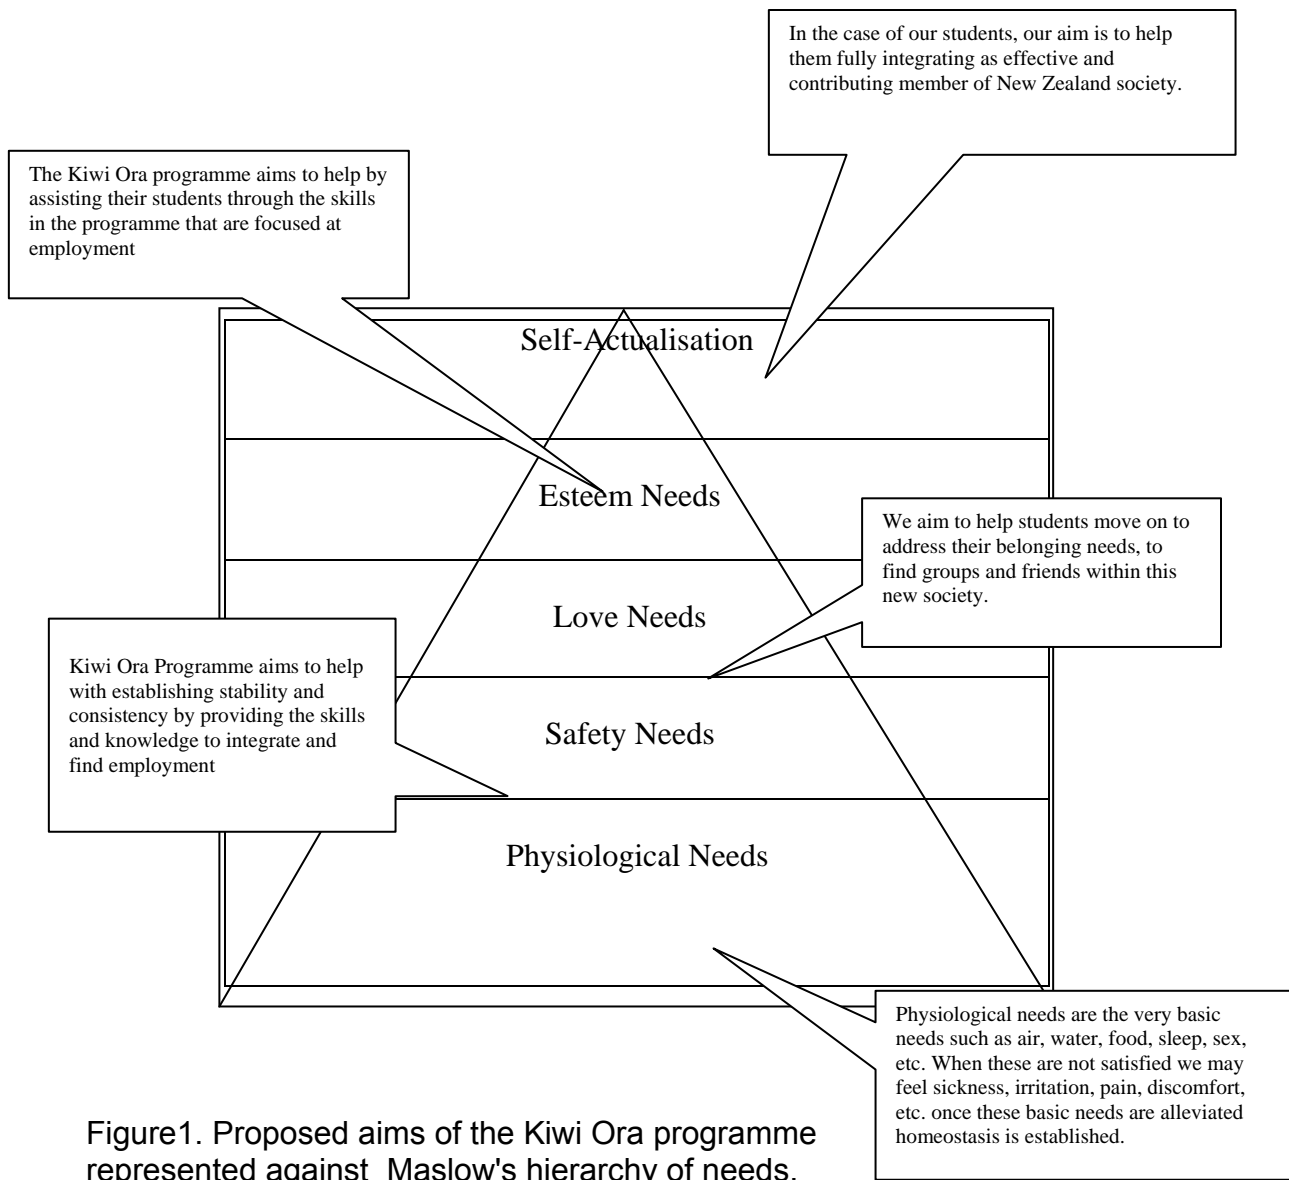 In the case of our students, our aim is to help
them fully integrating as effective and
contributing member of New Zealand society.
The Kiwi Ora programme aims to help by
assisting their students through the skills
in the programme that are focused at
employment
Self-Actualisation
Esteem Needs
We aim to help students move on to
address their belonging needs, to
find groups and friends within this
new society.
Love Needs
Kiwi Ora Programme aims to help
with establishing stability and
consistency by providing the skills
and knowledge to integrate and
find employment
Safety Needs
Physiological Needs
Physiological needs are the very basic
needs such as air, water, food, sleep, sex,
etc. When these are not satisfied we may
feel sickness, irritation, pain, discomfort,
etc. once these basic needs are alleviated
homeostasis is established.
Figure1. Proposed aims of the Kiwi Ora programme
represented against  Maslow's hierarchy of needs.